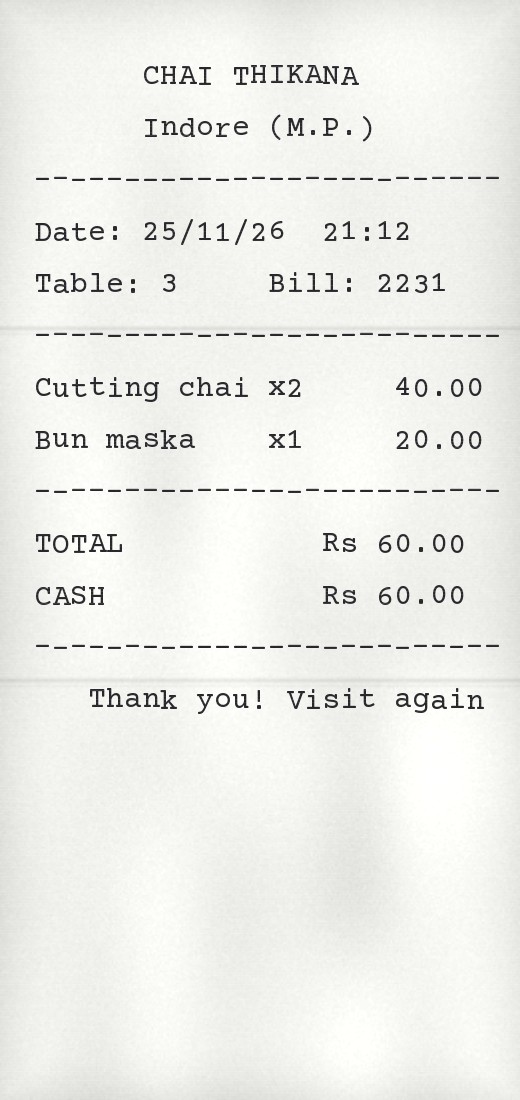 CHAI THIKANA
Indore (M.P.)
--------------------------
Date: 25/11/26  21:12
Table: 3     Bill: 2231
--------------------------
Cutting chai x2     40.00
Bun maska    x1     20.00
--------------------------
TOTAL           Rs 60.00
CASH            Rs 60.00
--------------------------
Thank you! Visit again